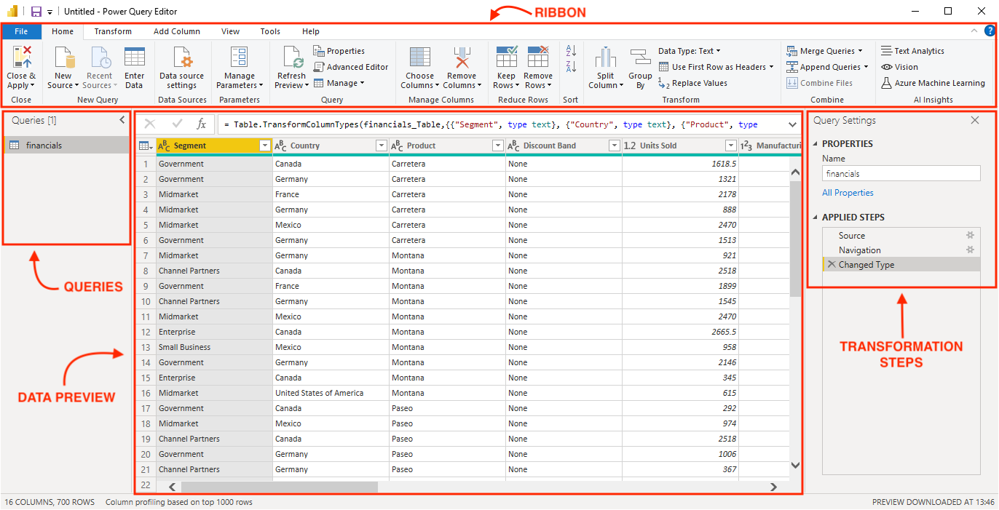 Untitled - Power Query Editor
RIBBON
File Home Transform Add Column View Tools Help
Close & Apply
New Source
Recent Sources
Enter Data
Data source settings
Manage Parameters
Refresh Preview
Properties
Advanced Editor
Manage
Choose Columns
Remove Columns
Keep Rows
Remove Rows
Split Column
Group By
Data Type: Text
Use First Row as Headers
Replace Values
Merge Queries
Append Queries
Combine Files
Text Analytics
Vision
Azure Machine Learning
Close New Query Data Sources Parameters Query Manage Columns Reduce Rows Sort Transform Combine AI Insights
Queries [1]
financials
QUERIES
DATA PREVIEW
fx = Table.TransformColumnTypes(financials_Table,{{"Segment", type text}, {"Country", type text}, {"Product", type
ABC Segment ABC Country ABC Product ABC Discount Band 1.2 Units Sold 123 Manufacturi
1 Government Canada Carretera None 1618.5
2 Government Germany Carretera None 1321
3 Midmarket France Carretera None 2178
4 Midmarket Germany Carretera None 888
5 Midmarket Mexico Carretera None 2470
6 Government Germany Carretera None 1513
7 Midmarket Germany Montana None 921
8 Channel Partners Canada Montana None 2518
9 Government France Montana None 1899
10 Channel Partners Germany Montana None 1545
11 Midmarket Mexico Montana None 2470
12 Enterprise Canada Montana None 2665.5
13 Small Business Mexico Montana None 958
14 Government Germany Montana None 2146
15 Enterprise Canada Montana None 345
16 Midmarket United States of America Montana None 615
17 Government Canada Paseo None 292
18 Midmarket Mexico Paseo None 974
19 Channel Partners Canada Paseo None 2518
20 Government Germany Paseo None 1006
21 Channel Partners Germany Paseo None 367
22
Query Settings
PROPERTIES
Name
financials
All Properties
APPLIED STEPS
Source
Navigation
Changed Type
TRANSFORMATION
STEPS
16 COLUMNS, 700 ROWS Column profiling based on top 1000 rows PREVIEW DOWNLOADED AT 13:46